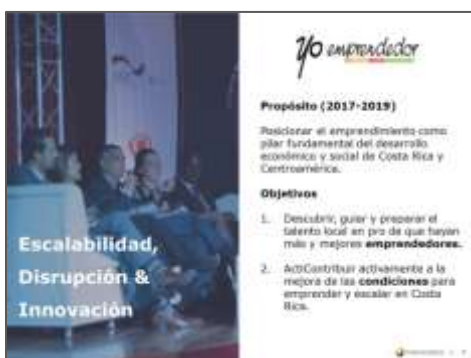 Escalabilidad,
Disrupción &
Innovación
yo emprendedor
Propósito (2017-2019)
Posicionar el emprendimiento como
pilar fundamental del desarrollo
económico y social de Costa Rica y
Centroamérica.
Objetivos
1. Descubrir, guiar y preparar el
talento local en pro de que hayan
más y mejores emprendedores.
2. ActiContribuir activamente a la
mejora de las condiciones para
emprender y escalar en Costa
Rica.